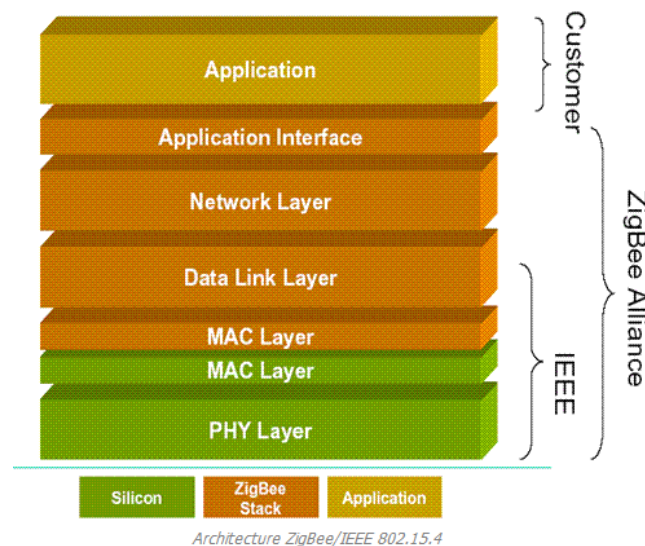 Application
Application Interface
Network Layer
Data Link Layer
MAC Layer
MAC Layer
PHY Layer
Customer
IEEE
ZigBee Alliance
Silicon
ZigBee
Stack
Application
Architecture ZigBee/IEEE 802.15.4